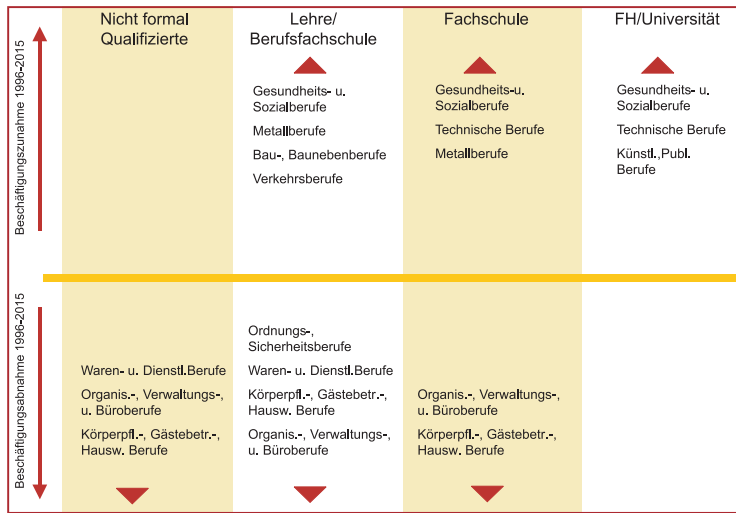 Nicht formal
Qualifizierte
Lehre/
Berufsfachschule
Fachschule
FH/Universität
Beschäftigungszunahme 1996-2015
Gesundheits- u.
Sozialberufe
Metallberufe
Bau-, Baunebenberufe
Verkehrsberufe
Gesundheits-u.
Sozialberufe
Technische Berufe
Metallberufe
Gesundheits- u.
Sozialberufe
Technische Berufe
Künstl.,Publ.
Berufe
Beschäftigungsabnahme 1996-2015
Waren- u. Dienstl.Berufe
Organis.-, Verwaltungs-,
u. Büroberufe
Körperpfl.-, Gästebetr.-,
Hausw. Berufe
Ordnungs-,
Sicherheitsberufe
Waren- u. Dienstl.Berufe
Körperpfl.-, Gästebetr.-,
Hausw. Berufe
Organis.-, Verwaltungs-,
u. Büroberufe
Organis.-, Verwaltungs-,
u. Büroberufe
Körperpfl.-, Gästebetr.-,
Hausw. Berufe